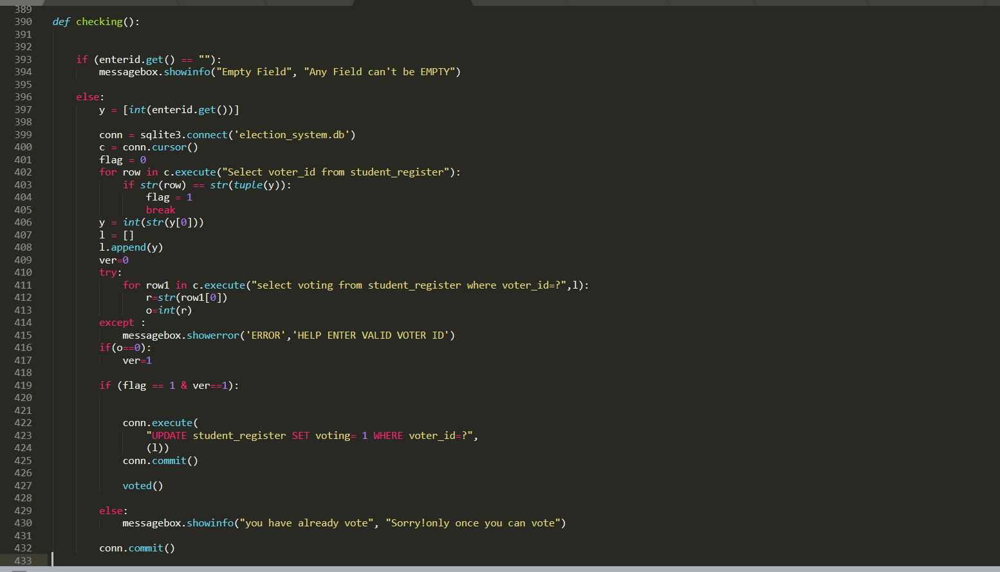 389
390 def checking():
391
392
393 if (enterid.get() == ""):
394 messagebox.showinfo("Empty Field", "Any Field can't be EMPTY")
395
396 else:
397 y = [int(enterid.get())]
398
399 conn = sqlite3.connect('election_system.db')
400 c = conn.cursor()
401 flag = 0
402 for row in c.execute("Select voter_id from student_register"):
403 if str(row) == str(tuple(y)):
404 flag = 1
405 break
406 y = int(str(y[0]))
407 l = []
408 l.append(y)
409 ver=0
410 try:
411 for row1 in c.execute("select voting from student_register where voter_id=?",l):
412 r=str(row1[0])
413 o=int(r)
414 except :
415 messagebox.showerror('ERROR','HELP ENTER VALID VOTER ID')
416 if(o==0):
417 ver=1
418
419 if (flag == 1 & ver==1):
420
421
422 conn.execute(
423 "UPDATE student_register SET voting= 1 WHERE voter_id=?",
424 (l))
425 conn.commit()
426
427 voted()
428
429 else:
430 messagebox.showinfo("you have already vote", "Sorry!only once you can vote")
431
432 conn.commit()
433